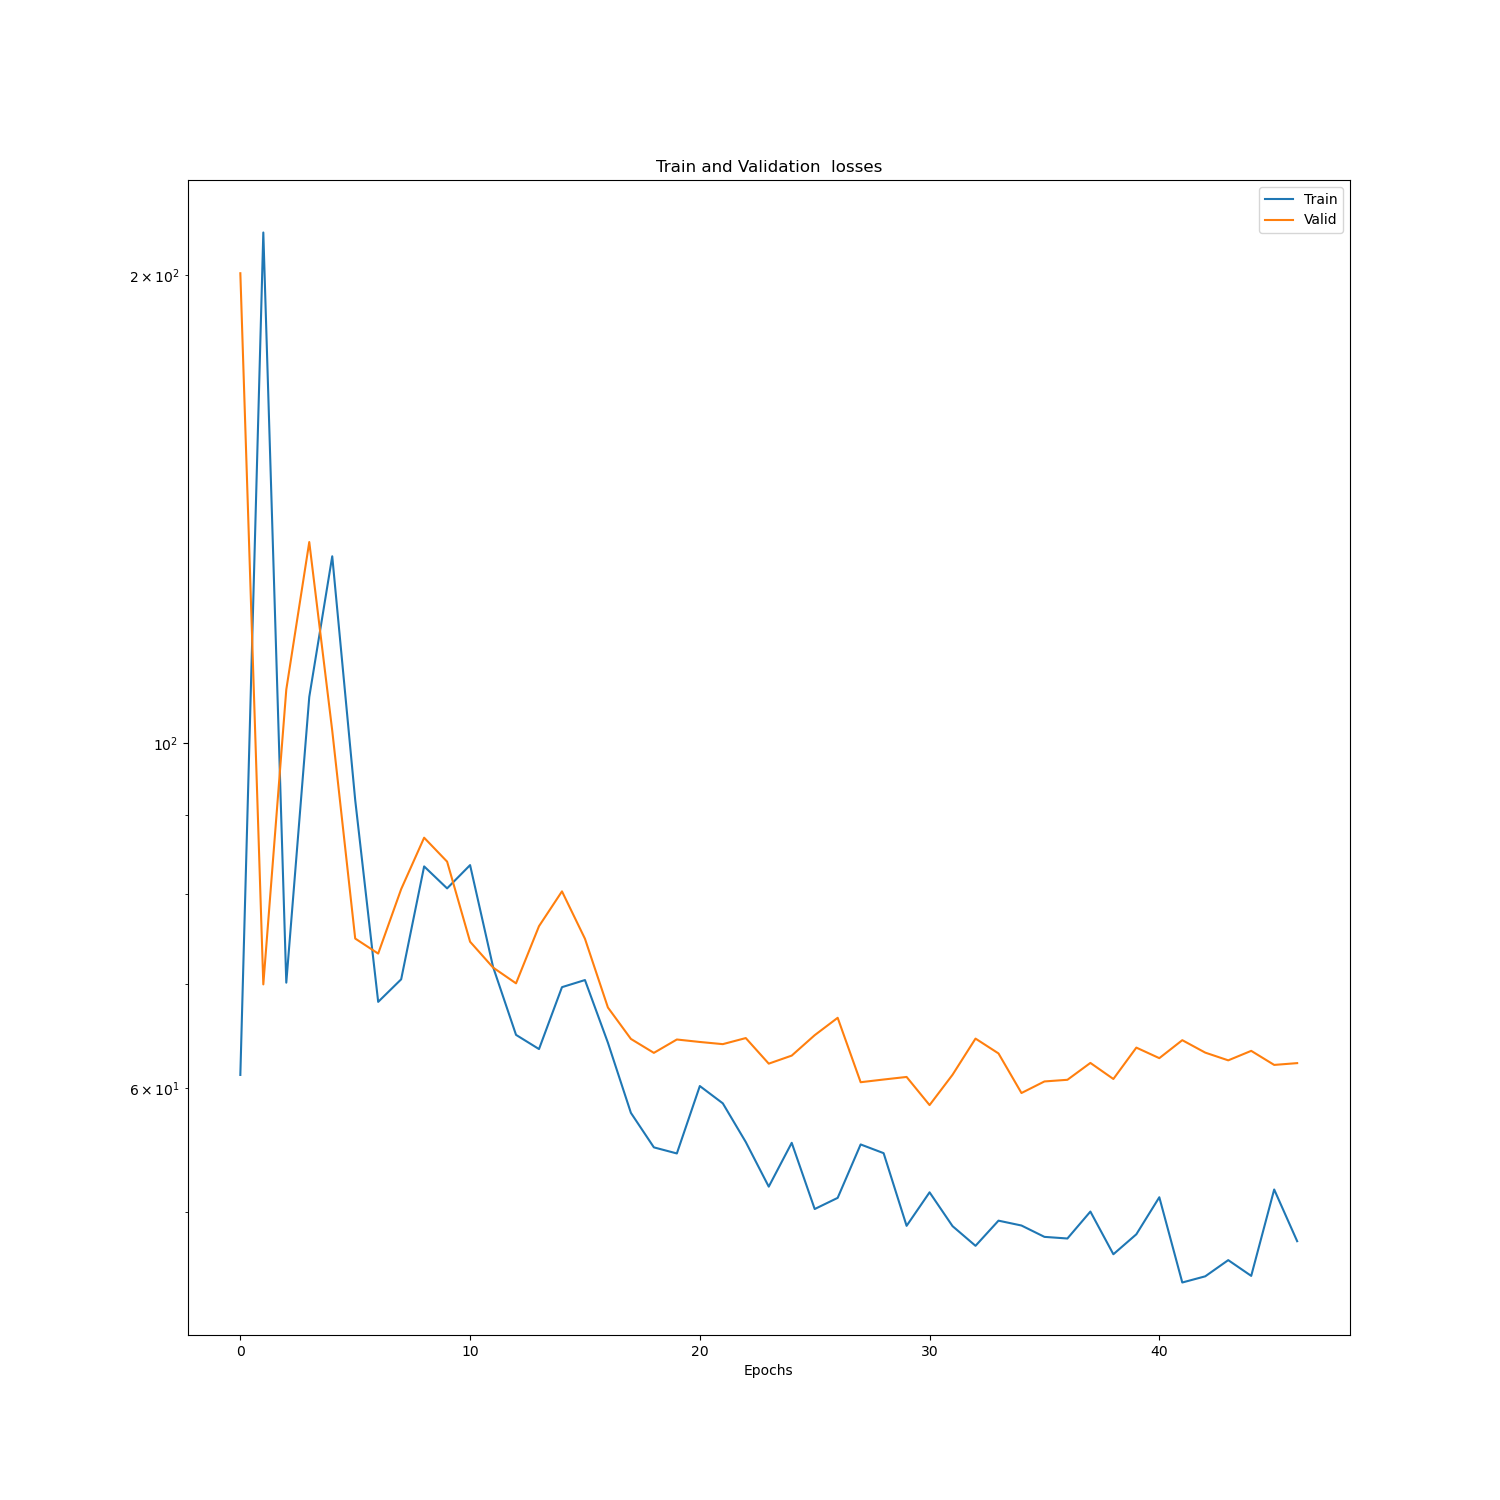 Train and Validation  losses
Train
Valid
2 × 10²
10²
6 × 10¹
0 10 20 30 40
Epochs